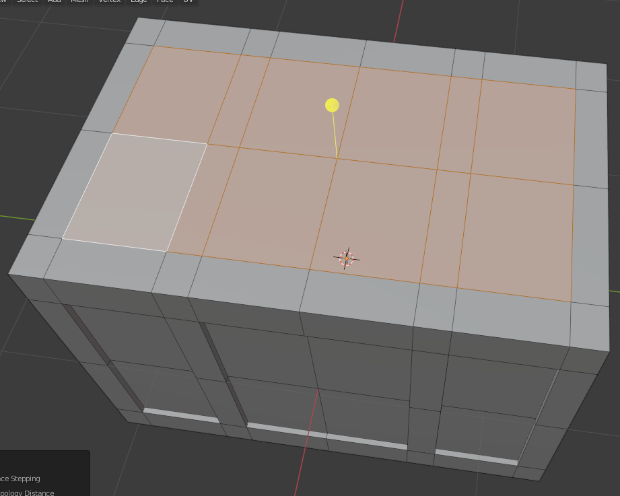 Select Add Mesh Vertex Edge Face UV
ce Stepping
pology Distance